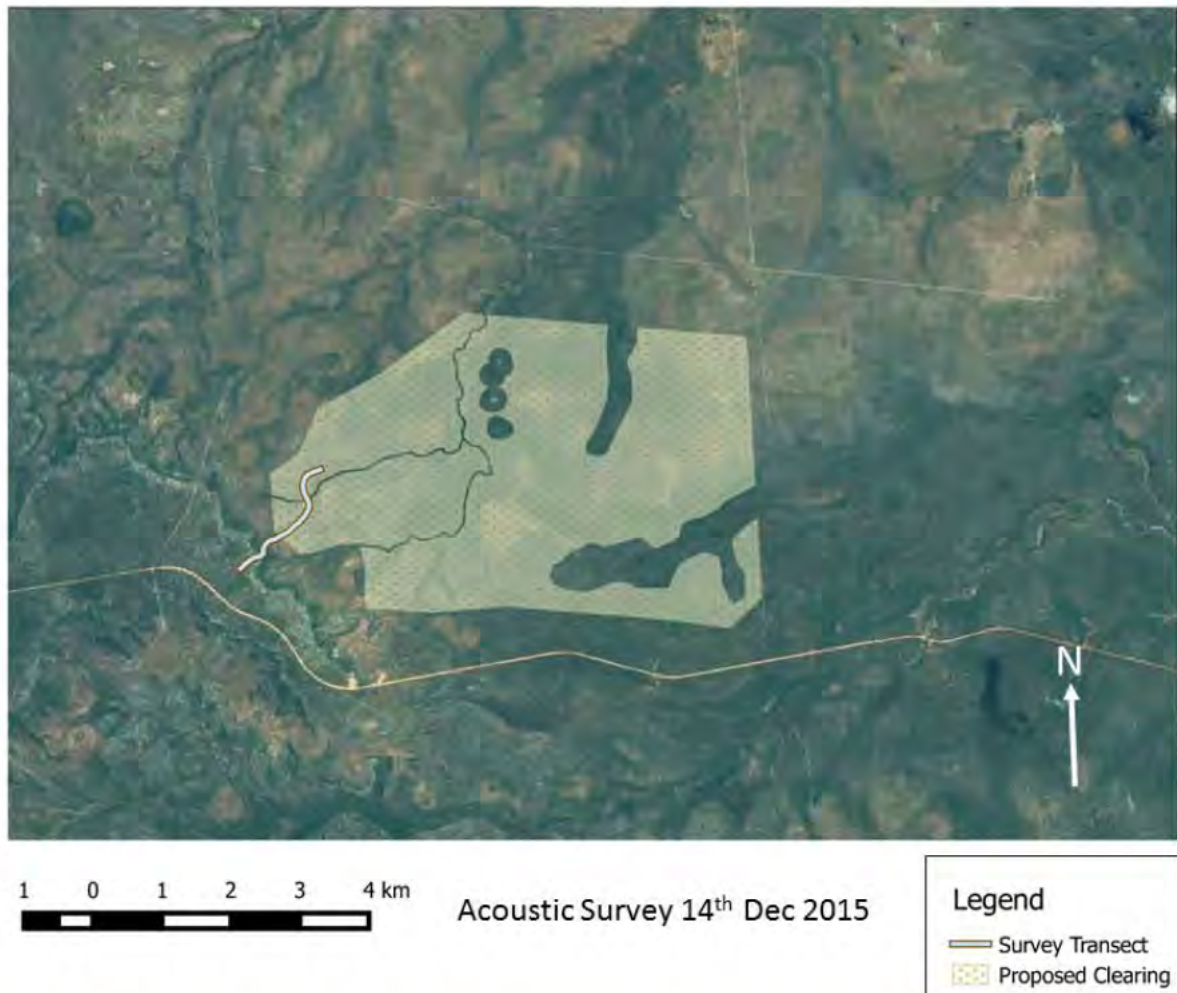 N
1 0 1 2 3 4 km
Acoustic Survey 14th Dec 2015
Legend
Survey Transect
Proposed Clearing